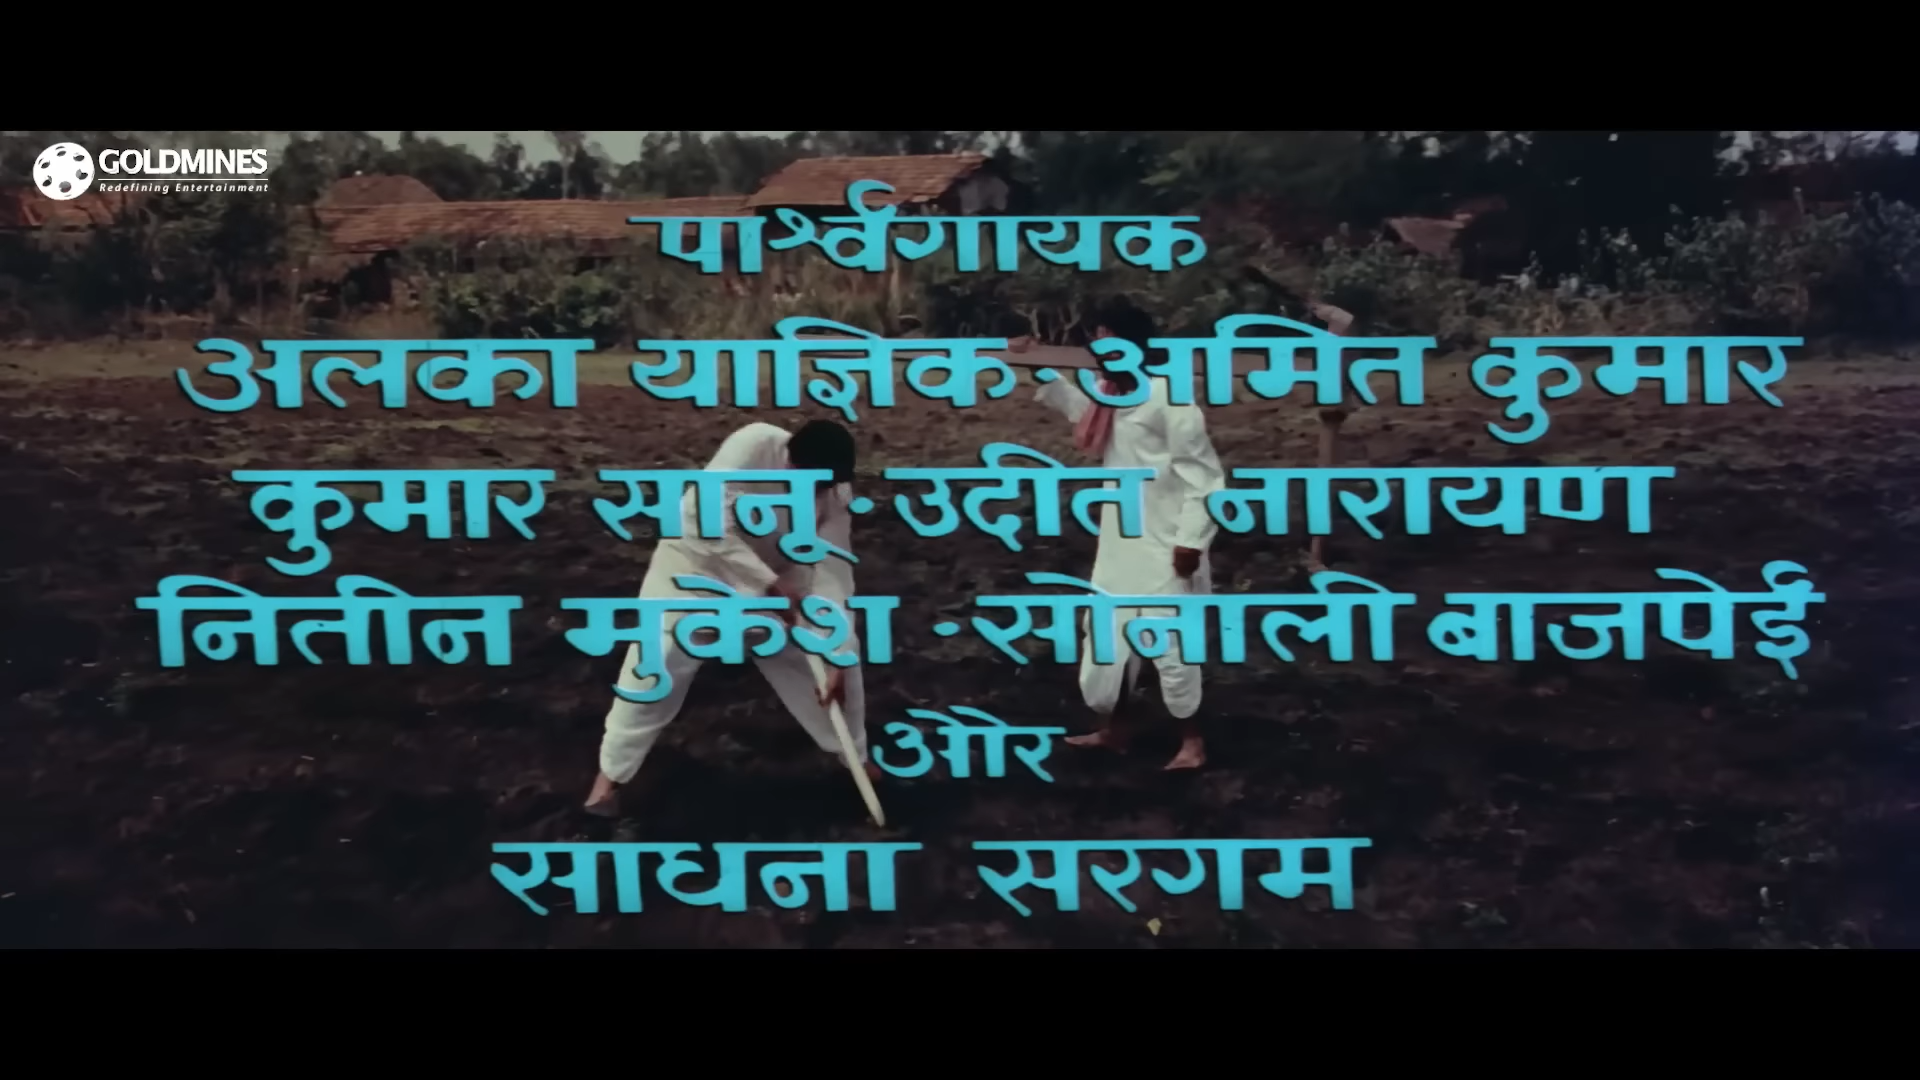 GOLDMINES
Redefining Entertainment
पार्श्वगायक
अलका याज्ञिक · अमित कुमार
कुमार सानू · उदीत नारायण
नितीन मुकेश · सोनाली बाजपेई
और
साधना सरगम